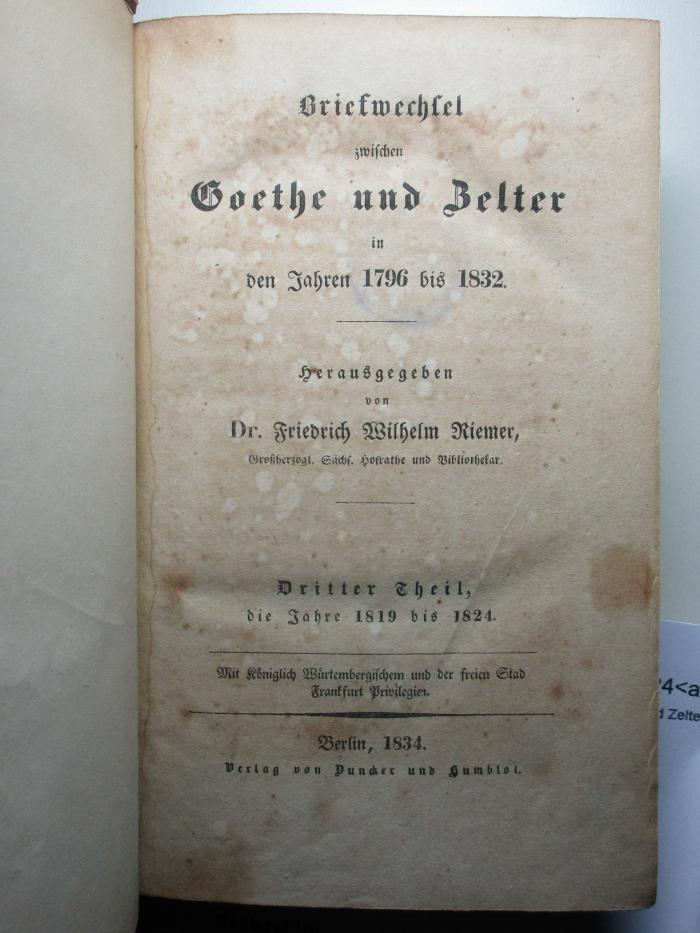 Briefwechsel
zwischen
Goethe und Zelter
in
den Jahren 1796 bis 1832.
Herausgegeben
von
Dr. Friedrich Wilhelm Riemer,
Großherzogl. Sächs. Hofrathe und Bibliothekar.
Dritter Theil,
die Jahre 1819 bis 1824.
Mit Königlich Würtembergischem und der freien Stad
Frankfurt Privilegien.
Berlin, 1834.
Verlag von Duncker und Humblot.
4<a
d Zelte